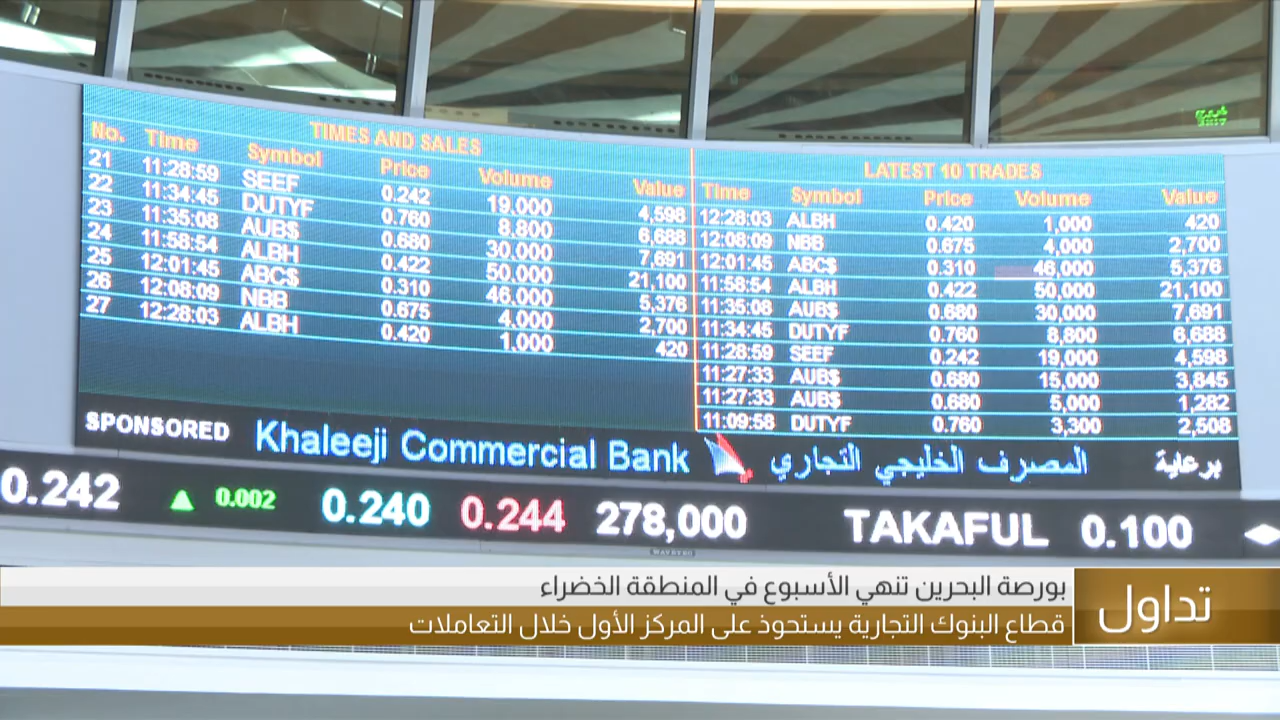 TIMES AND SALES
No. Time Symbol Price Volume Value
21 11:28:59 SEEF 0.242 19,000 4,598
22 11:34:45 DUTYF 0.760 8,800 6,688
23 11:35:08 AUB$ 0.680 30,000 7,691
24 11:58:54 ALBH 0.422 50,000 21,100
25 12:01:45 ABC$ 0.310 46,000 5,376
26 12:08:09 NBB 0.675 4,000 2,700
27 12:28:03 ALBH 0.420 1,000 420
LATEST 10 TRADES
Time Symbol Price Volume Value
12:28:03 ALBH 0.420 1,000 420
12:08:09 NBB 0.675 4,000 2,700
12:01:45 ABC$ 0.310 46,000 5,376
11:58:54 ALBH 0.422 50,000 21,100
11:35:08 AUB$ 0.680 30,000 7,691
11:34:45 DUTYF 0.760 8,800 6,688
11:28:59 SEEF 0.242 19,000 4,598
11:27:33 AUB$ 0.680 15,000 3,845
11:27:33 AUB$ 0.680 5,000 1,282
11:09:58 DUTYF 0.760 3,300 2,508
SPONSORED Khaleeji Commercial Bank المصرف الخليجي التجاري برعاية
0.242 ▲ 0.002 0.240 0.244 278,000 TAKAFUL 0.100
تداول
بورصة البحرين تنهي الأسبوع في المنطقة الخضراء
قطاع البنوك التجارية يستحوذ على المركز الأول خلال التعاملات